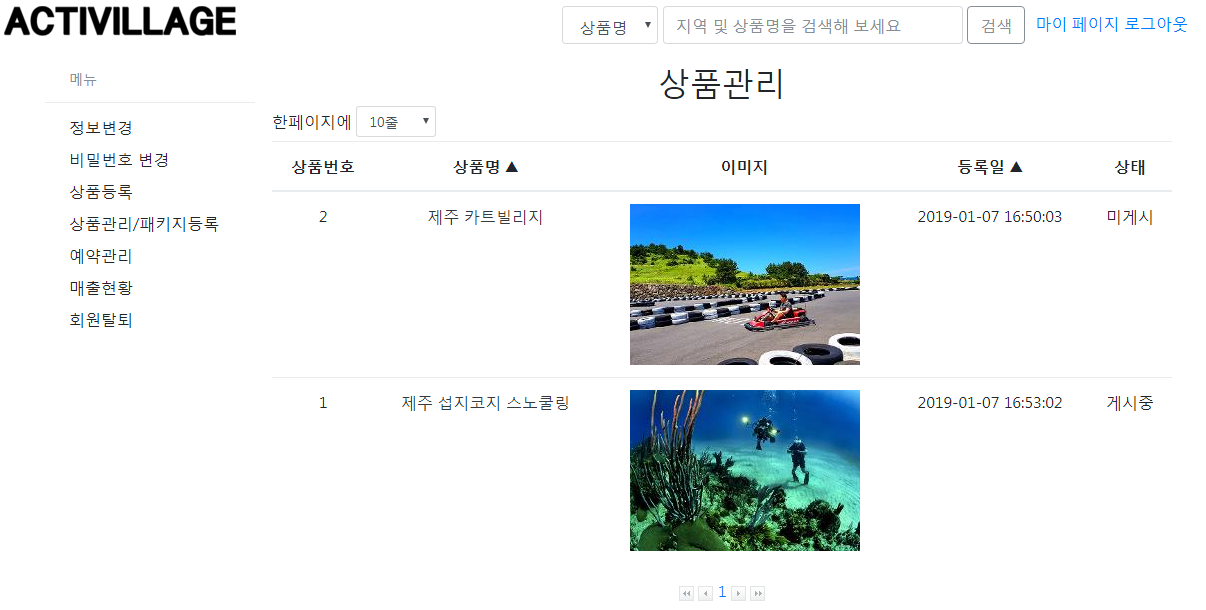 ACTIVILLAGE
상품명 ▼ 지역 및 상품명을 검색해 보세요 검색 마이 페이지 로그아웃
메뉴
정보변경
비밀번호 변경
상품등록
상품관리/패키지등록
예약관리
매출현황
회원탈퇴
상품관리
한페이지에 10줄 ▼
상품번호 상품명 ▲ 이미지 등록일 ▲ 상태
2 제주 카트빌리지 2019-01-07 16:50:03 미게시
1 제주 섭지코지 스노쿨링 2019-01-07 16:53:02 게시중
1